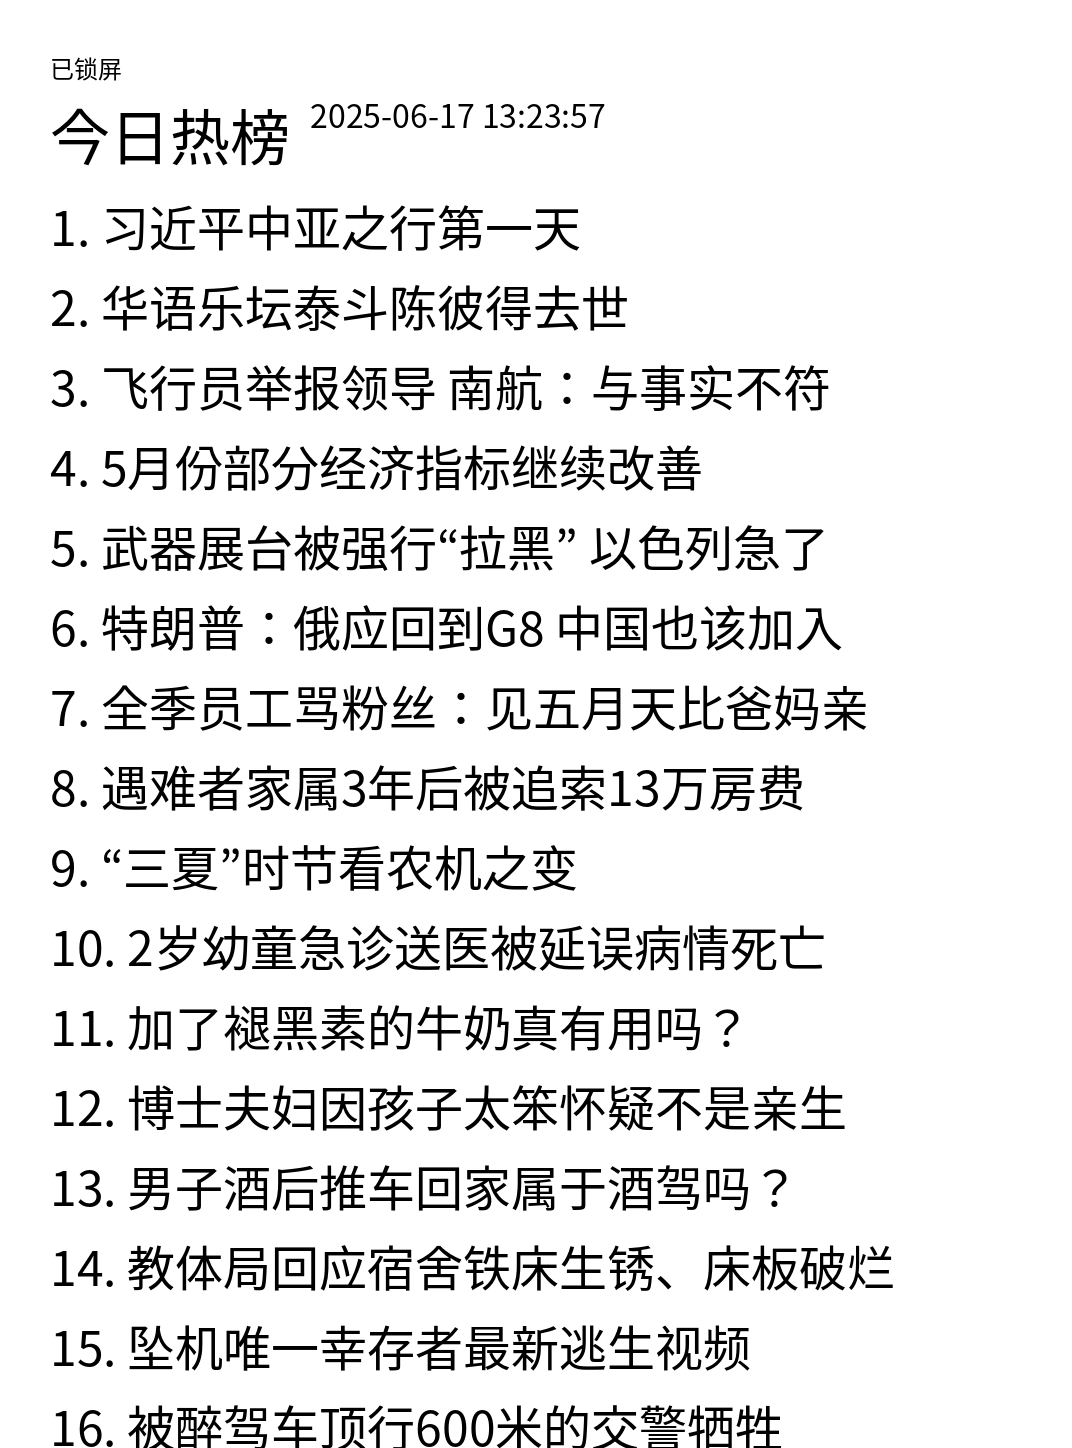 已锁屏
今日热榜 2025-06-17 13:23:57
1. 习近平中亚之行第一天
2. 华语乐坛泰斗陈彼得去世
3. 飞行员举报领导 南航：与事实不符
4. 5月份部分经济指标继续改善
5. 武器展台被强行“拉黑” 以色列急了
6. 特朗普：俄应回到G8 中国也该加入
7. 全季员工骂粉丝：见五月天比爸妈亲
8. 遇难者家属3年后被追索13万房费
9. “三夏”时节看农机之变
10. 2岁幼童急诊送医被延误病情死亡
11. 加了褪黑素的牛奶真有用吗？
12. 博士夫妇因孩子太笨怀疑不是亲生
13. 男子酒后推车回家属于酒驾吗？
14. 教体局回应宿舍铁床生锈、床板破烂
15. 坠机唯一幸存者最新逃生视频
16. 被醉驾车顶行600米的交警牺牲